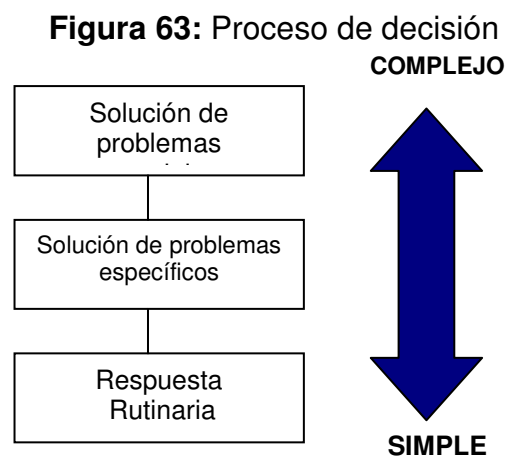 Figura 63: Proceso de decisión
COMPLEJO
Solución de
problemas
Solución de problemas
específicos
Respuesta
Rutinaria
SIMPLE